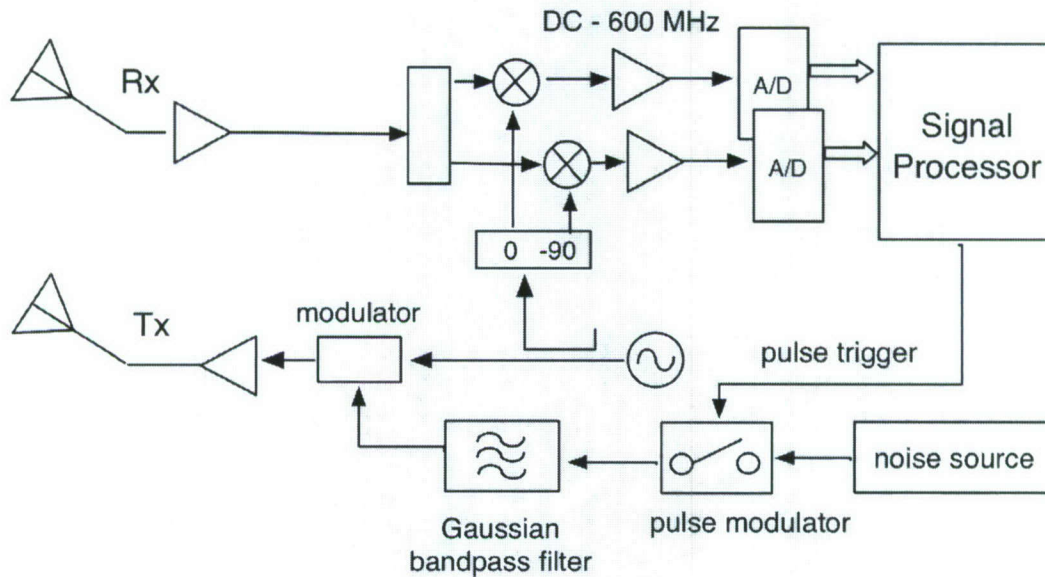 DC - 600 MHz
Rx
A/D
A/D
Signal
Processor
0 -90
Tx
modulator
pulse trigger
noise source
pulse modulator
Gaussian
bandpass filter